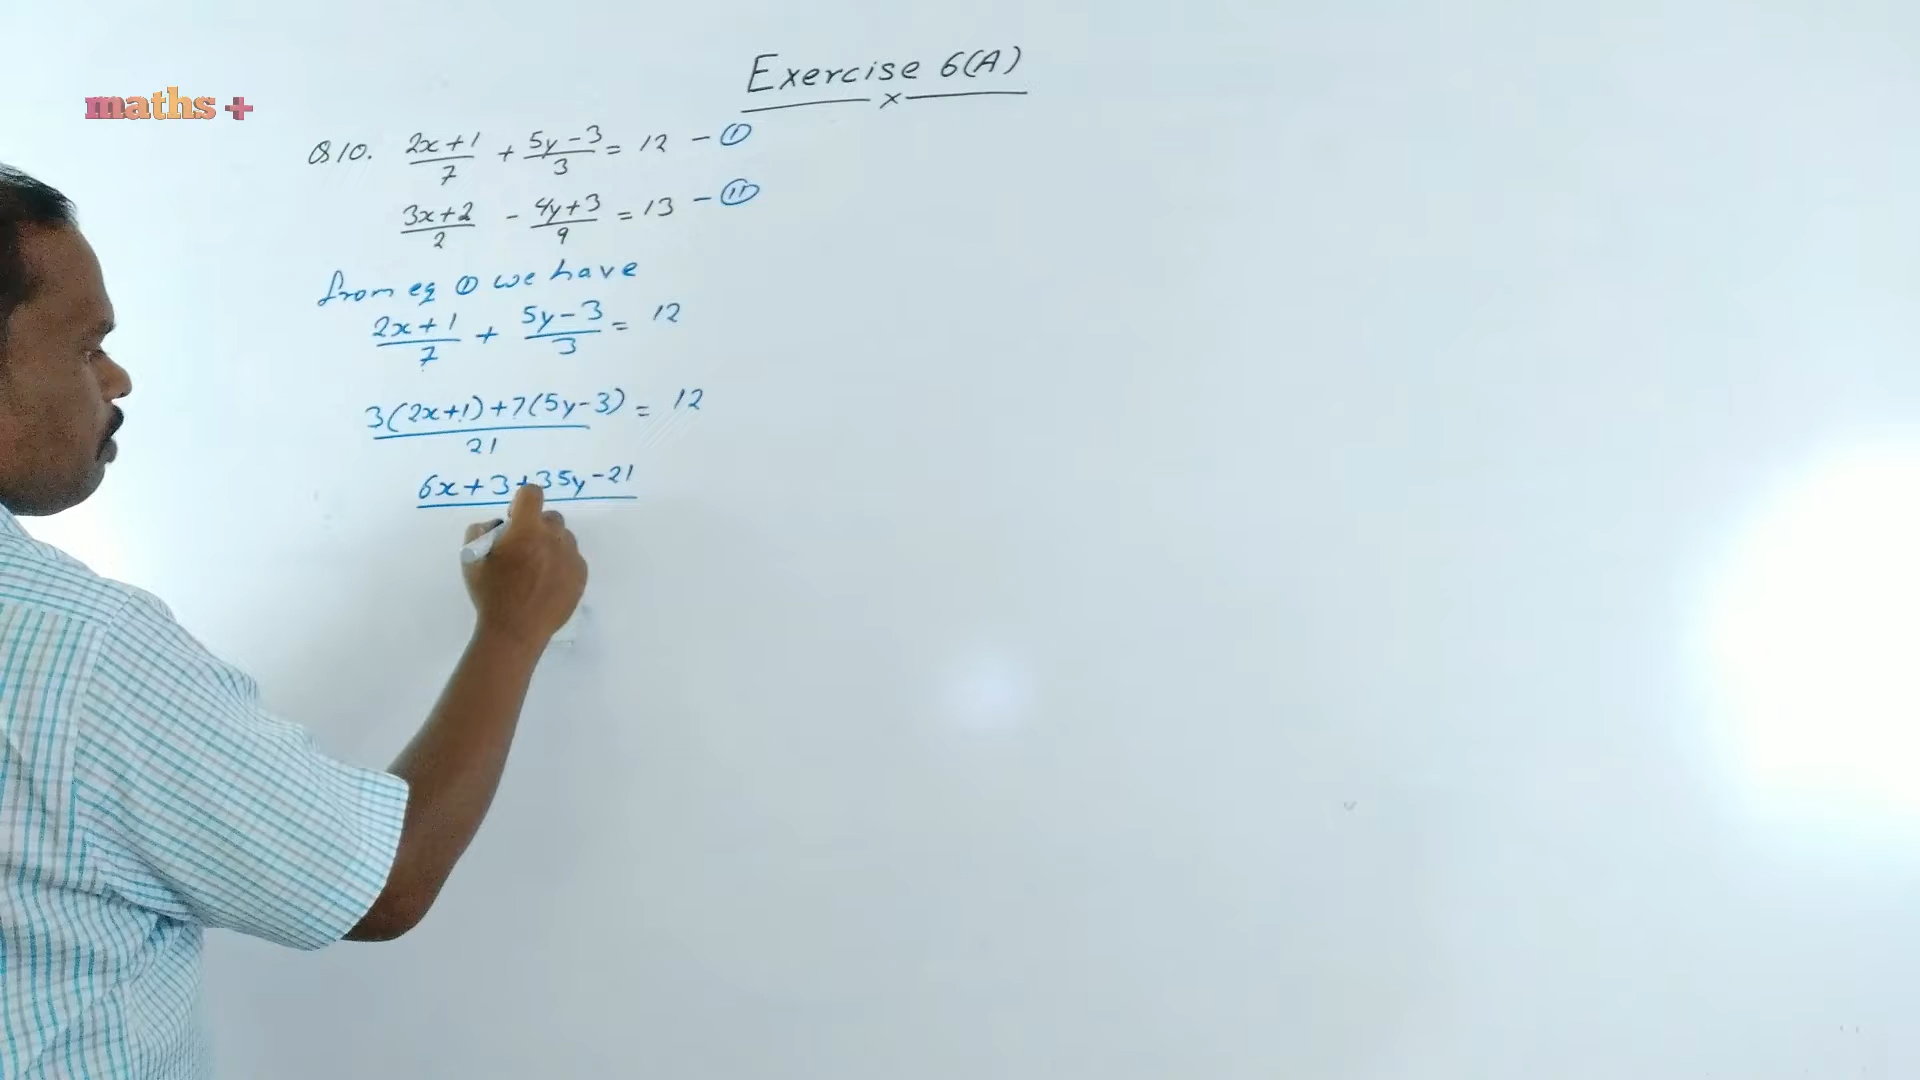 Exercise 6(A)
x
maths +
Q10. (2x+1)/7 + (5y-3)/3 = 12 - ①
(3x+2)/2 - (4y+3)/9 = 13 - ⑪
from eq ① we have
(2x+1)/7 + (5y-3)/3 = 12
(3(2x+1)+7(5y-3))/21 = 12
6x+3+35y-21